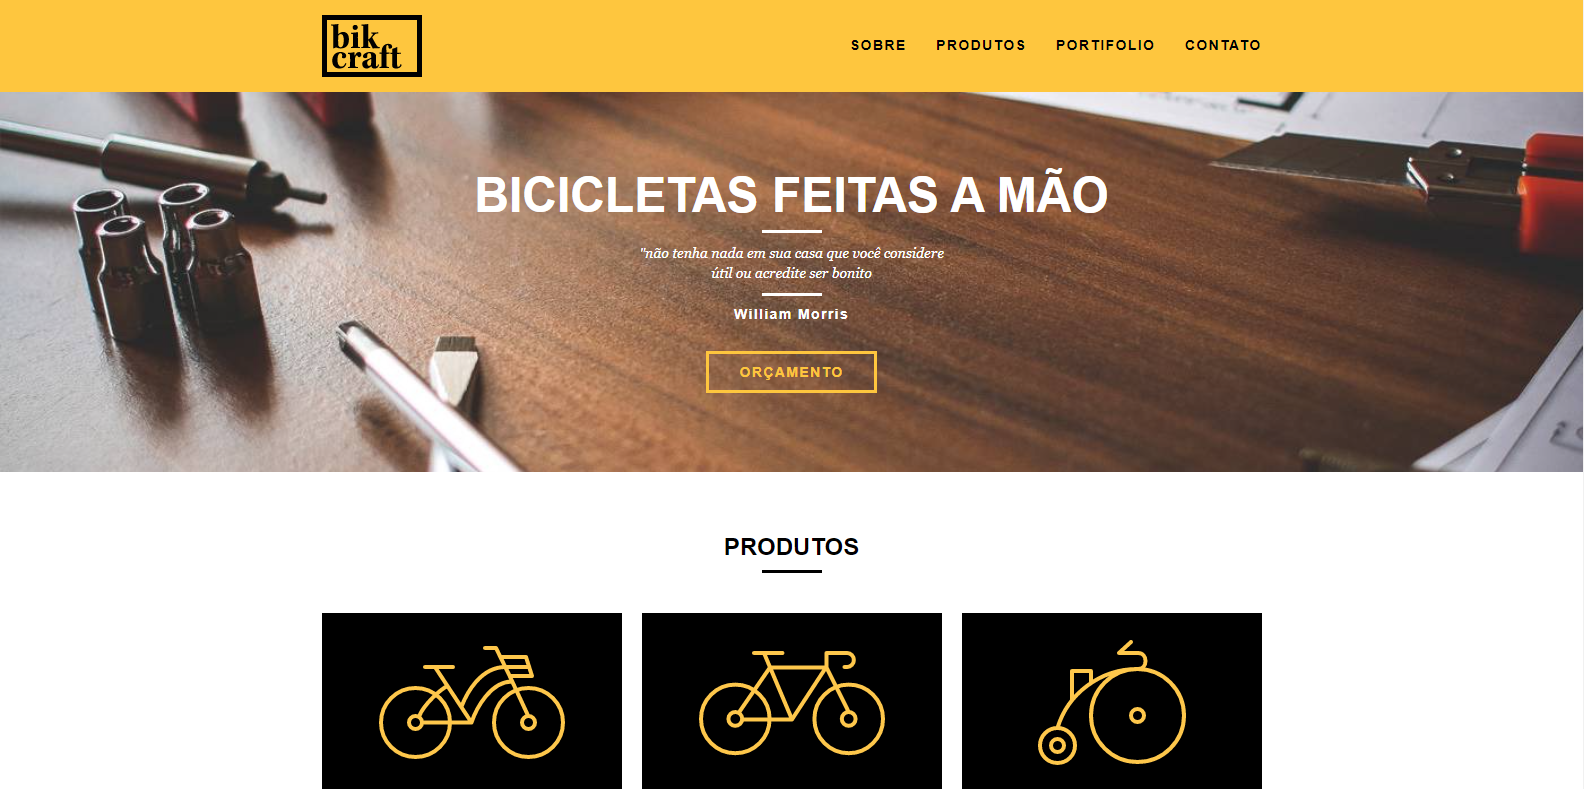 bik
craft
SOBRE PRODUTOS PORTIFOLIO CONTATO
BICICLETAS FEITAS A MÃO
"não tenha nada em sua casa que você considere
útil ou acredite ser bonito
William Morris
ORÇAMENTO
PRODUTOS